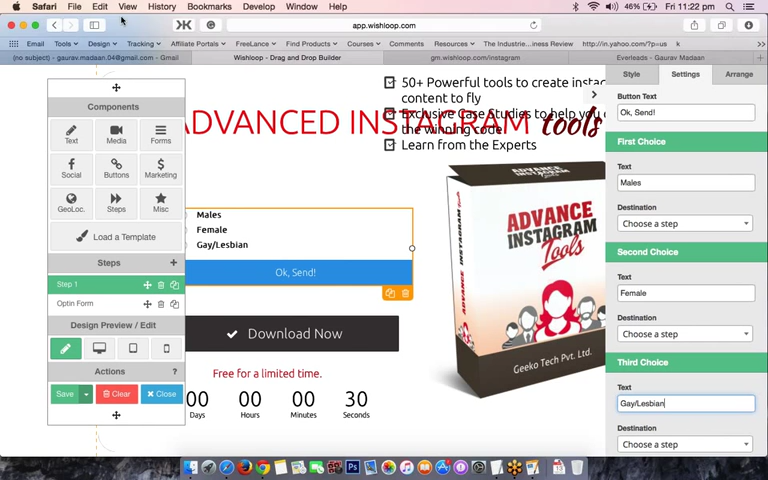 Safari File Edit View History Bookmarks Develop Window Help
46% Fri 11:22 pm
app.wishloop.com
Email Tools Design Tracking Affiliate Portals FreeLance Find Products Courses Comments Resources The Industrie...iness Review http://in.yahoo.com/?p=us
(no subject) - gaurav.madaan.04@gmail.com - Gmail
Wishloop - Drag and Drop Builder
gm.wishloop.com/instagram
Everleads - Gaurav Madaan
Components
Text Media Forms
Social Buttons Marketing
GeoLoc. Steps Misc
Load a Template
Steps +
Step 1
Optin Form
Design Preview / Edit
Actions ?
Save Clear Close
50+ Powerful tools to create instag
content to fly
Exclusive Case Studies to help you
the winning code
Learn from the Experts
ADVANCED INSTAGRAM tools
Males
Female
Gay/Lesbian
Ok, Send!
Download Now
Free for a limited time.
00 00 00 30
Days Hours Minutes Seconds
ADVANCE
INSTAGRAM
Tools
ADVANCE
INSTAGRAM
Tools
Geeko Tech Pvt. Ltd.
Style Settings Arrange
Button Text
Ok, Send!
First Choice
Text
Males
Destination
Choose a step
Second Choice
Text
Female
Destination
Choose a step
Third Choice
Text
Gay/Lesbian
Destination
Choose a step